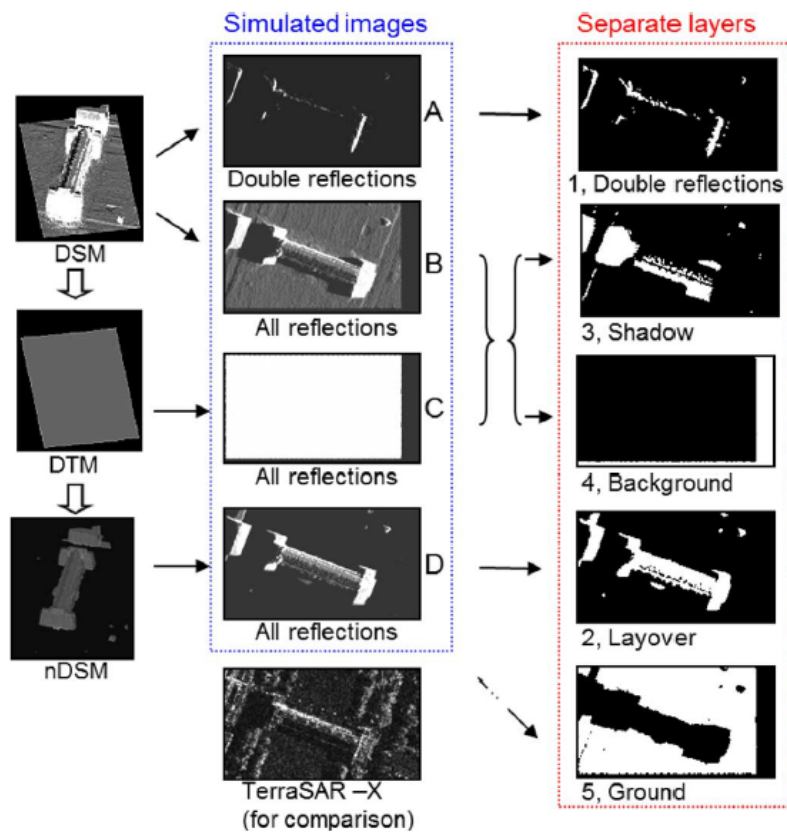 Simulated images
Separate layers
A
Double reflections
1, Double reflections
DSM
B
All reflections
3, Shadow
C
DTM
All reflections
4, Background
D
All reflections
2, Layover
nDSM
TerraSAR –X
(for comparison)
5, Ground